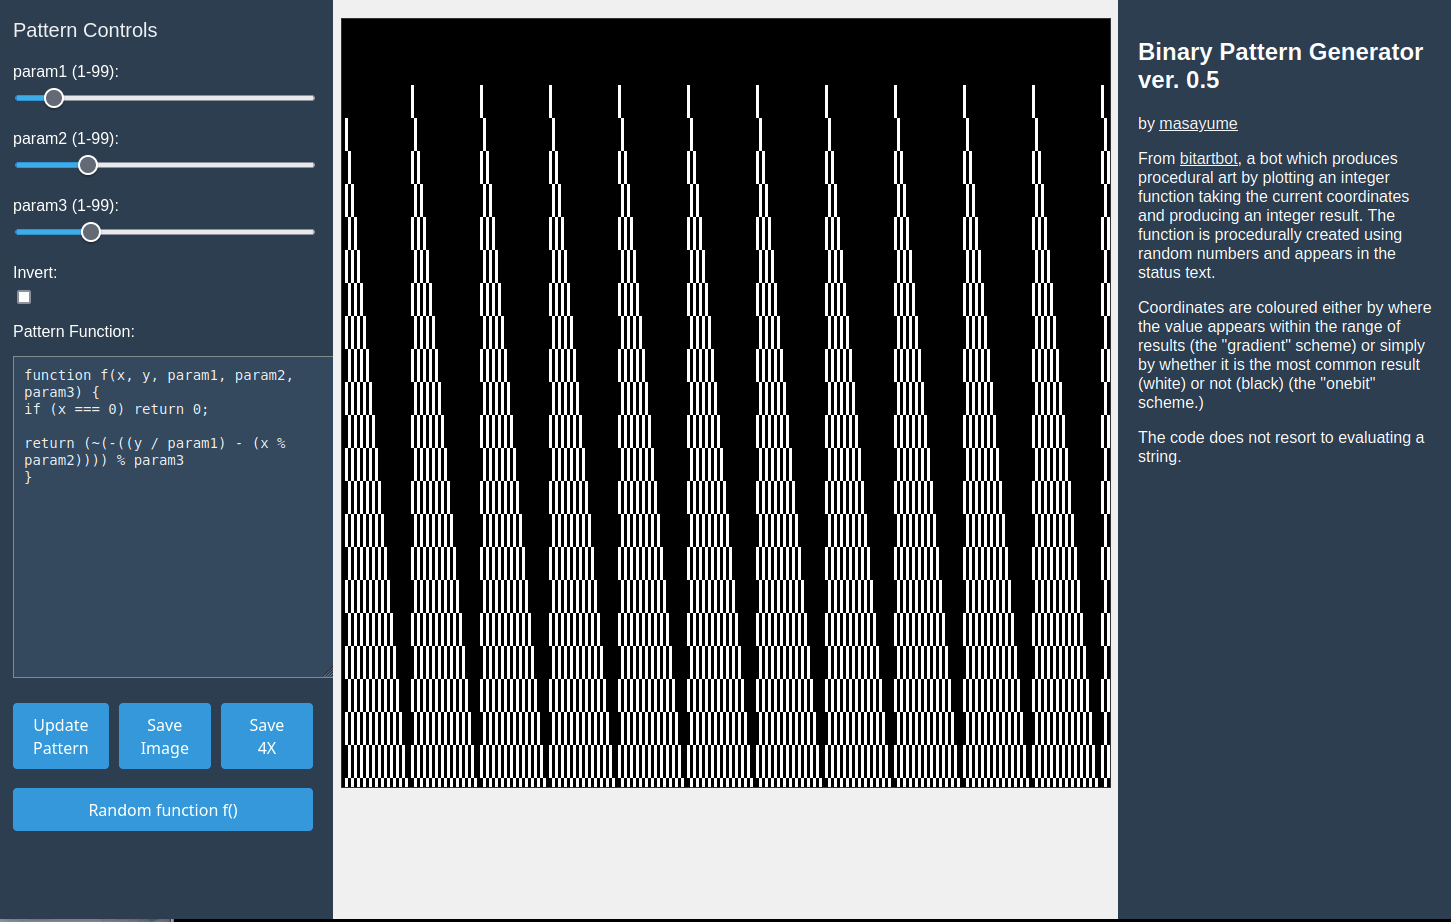 Pattern Controls
param1 (1-99):
param2 (1-99):
param3 (1-99):
Invert:
Pattern Function:
function f(x, y, param1, param2,
param3) {
if (x === 0) return 0;
return (~(-((y / param1) - (x %
param2)))) % param3
}
Update
Pattern
Save
Image
Save
4X
Random function f()
Binary Pattern Generator
ver. 0.5
by masayume
From bitartbot, a bot which produces
procedural art by plotting an integer
function taking the current coordinates
and producing an integer result. The
function is procedurally created using
random numbers and appears in the
status text.
Coordinates are coloured either by where
the value appears within the range of
results (the "gradient" scheme) or simply
by whether it is the most common result
(white) or not (black) (the "onebit"
scheme.)
The code does not resort to evaluating a
string.